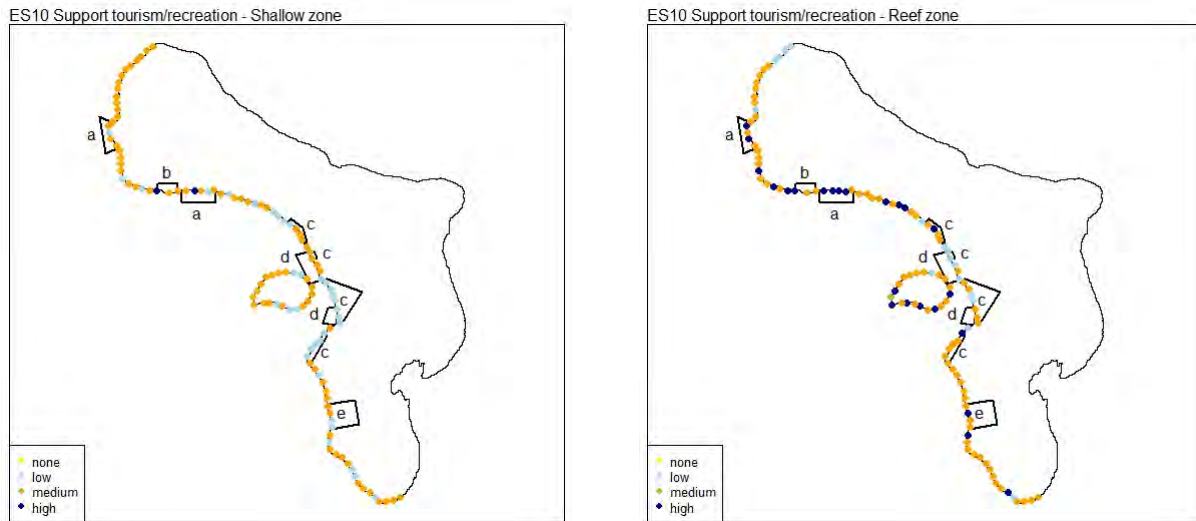 ES10 Support tourism/recreation - Shallow zone
a
b
a
c
c
d
c
d
c
e
none
low
medium
high
ES10 Support tourism/recreation - Reef zone
a
b
a
c
c
d
c
d
c
e
none
low
medium
high